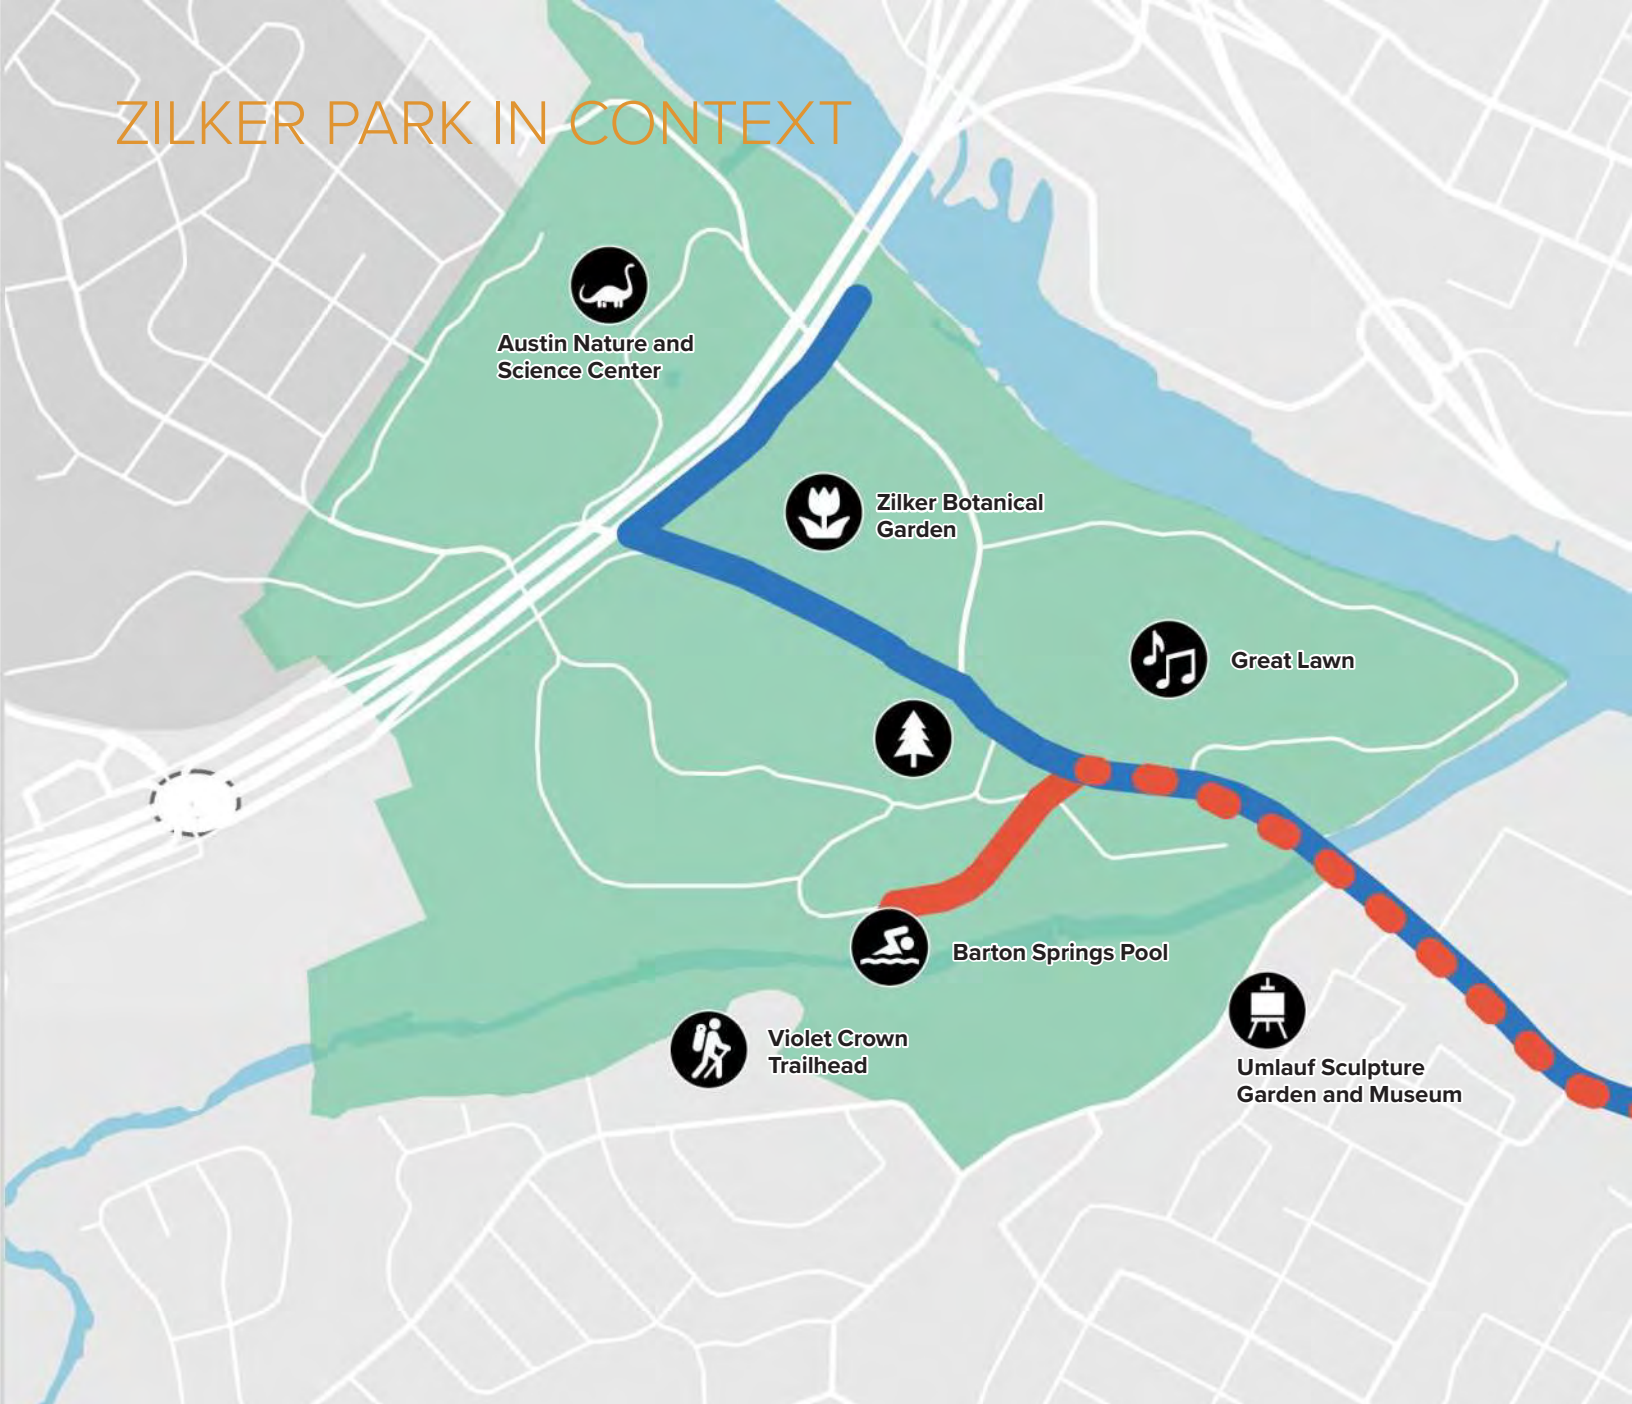 ZILKER PARK IN CONTEXT
Austin Nature and
Science Center
Zilker Botanical
Garden
Great Lawn
Barton Springs Pool
Violet Crown
Trailhead
Umlauf Sculpture
Garden and Museum